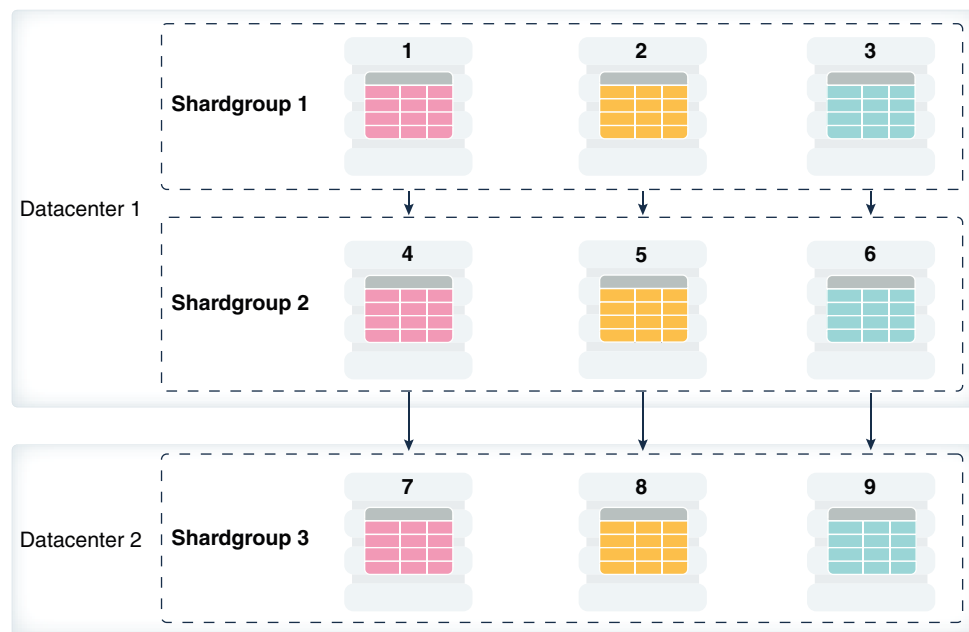 1 2 3
Shardgroup 1
Datacenter 1
4 5 6
Shardgroup 2
7 8 9
Datacenter 2 Shardgroup 3